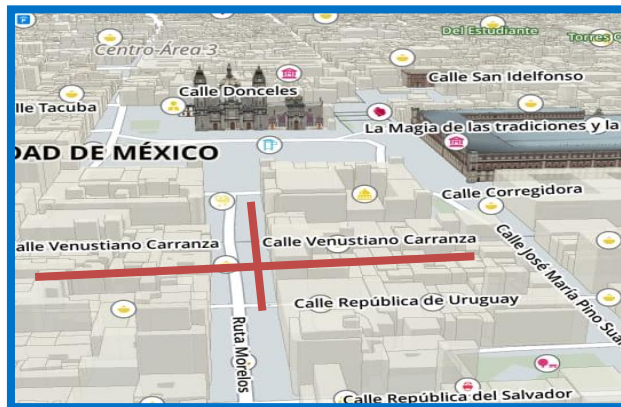 Del Estudiante
Torres
Centro-Área 3
Calle San Idelfonso
Calle Donceles
lle Tacuba
La Magia de las tradiciones y la
DAD DE MÉXICO
Calle Corregidora
alle Venustiano Carranza
Calle Venustiano Carranza
Calle José María Pino Suá
Calle República de Uruguay
Ruta Morelos
Calle República del Salvador